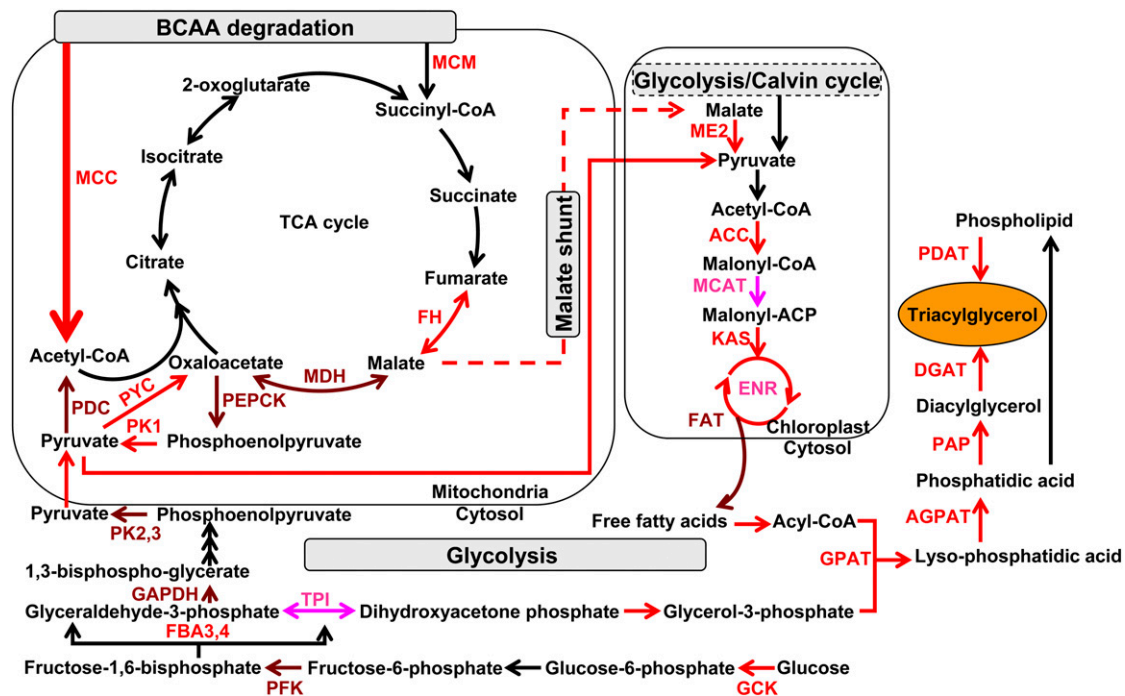 BCAA degradation
MCM
2-oxoglutarate
Succinyl-CoA
Isocitrate
MCC
Succinate
TCA cycle
Citrate
Fumarate
FH
Acetyl-CoA
Oxaloacetate
Malate
MDH
PYC
PDC
PEPCK
PK1
Pyruvate
Phosphoenolpyruvate
Mitochondria
Cytosol
Malate shunt
Glycolysis/Calvin cycle
Malate
ME2
Pyruvate
Acetyl-CoA
ACC
Malonyl-CoA
MCAT
Malonyl-ACP
KAS
ENR
FAT
Chloroplast
Cytosol
Phospholipid
PDAT
Triacylglycerol
DGAT
Diacylglycerol
PAP
Phosphatidic acid
AGPAT
Lyso-phosphatidic acid
Pyruvate
Phosphoenolpyruvate
PK2,3
Free fatty acids
Acyl-CoA
GPAT
Glycolysis
1,3-bisphospho-glycerate
GAPDH
Glyceraldehyde-3-phosphate
TPI
Dihydroxyacetone phosphate
Glycerol-3-phosphate
FBA3,4
Fructose-1,6-bisphosphate
PFK
Fructose-6-phosphate
Glucose-6-phosphate
GCK
Glucose